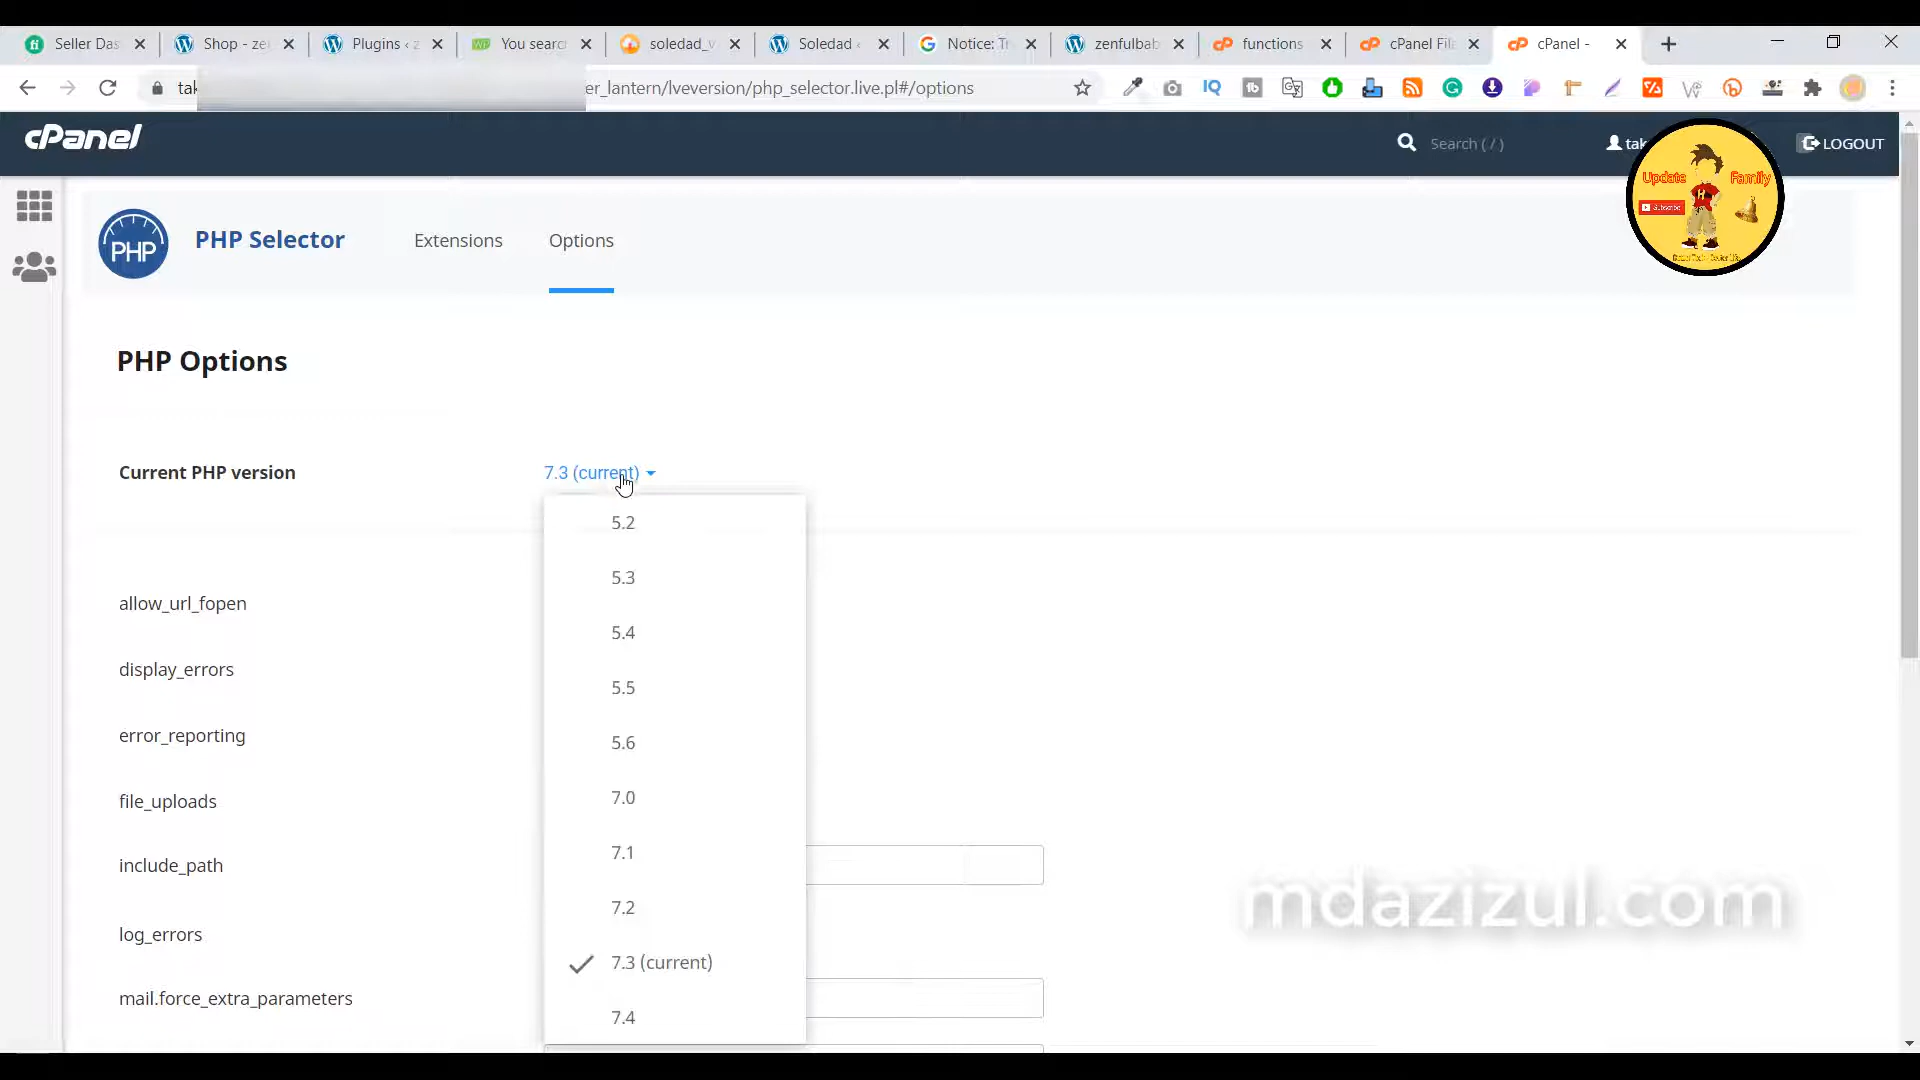 Seller Das
Shop - ze
Plugins ‹ z
You searc
soledad_v
Soledad ‹
Notice: Tr
zenfulbab
functions
cPanel File
cPanel -
tak
er_lantern/lveversion/php_selector.live.pl#/options
cPanel
Search ( / )
tak
LOGOUT
Update Family
Subscribe
PHP
PHP Selector
Extensions
Options
PHP Options
Current PHP version
7.3 (current)
5.2
5.3
5.4
5.5
5.6
7.0
7.1
7.2
7.3 (current)
7.4
allow_url_fopen
display_errors
error_reporting
file_uploads
include_path
log_errors
mail.force_extra_parameters
mdazizul.com